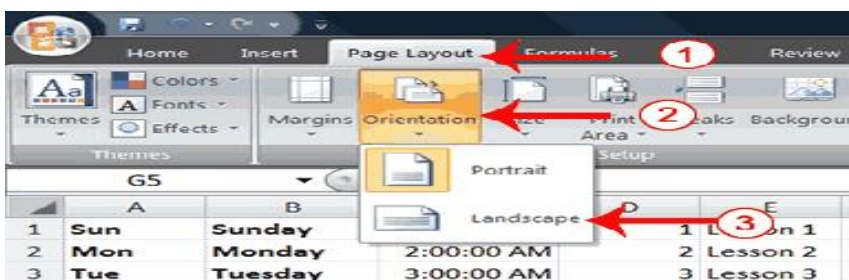 Home Insert Page Layout Formulas 1 Review
Aa Colors
A Fonts
Effects
Themes Margins Orientation 2 Print Area Backgrou
Themes Setup
G5 Portrait
Landscape 3
A B D E
1 Sun Sunday 1 Lesson 1
2 Mon Monday 2:00:00 AM 2 Lesson 2
3 Tue Tuesday 3:00:00 AM 3 Lesson 3